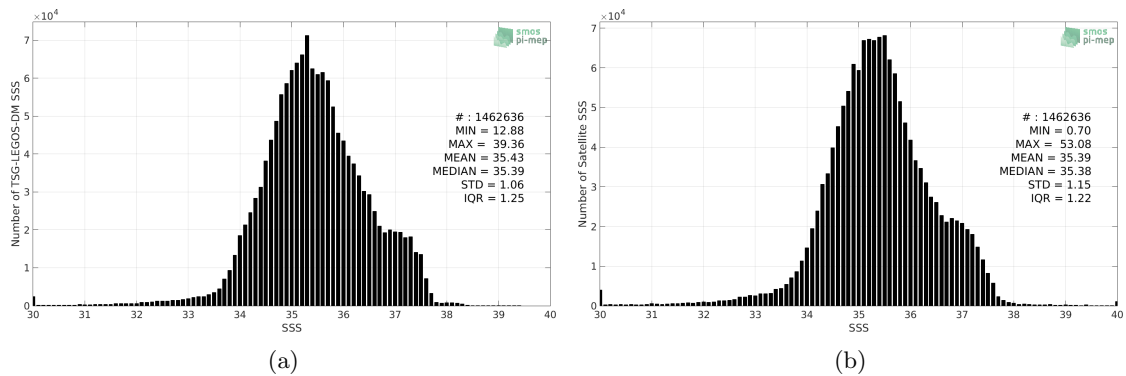 ×10⁴
7
6
5
4
3
2
1
0
Number of TSG-LEGOS-DM SSS
30 31 32 33 34 35 36 37 38 39 40
SSS
smos
pi-mep
# : 1462636
MIN = 12.88
MAX = 39.36
MEAN = 35.43
MEDIAN = 35.39
STD = 1.06
IQR = 1.25
(a)
×10⁴
7
6
5
4
3
2
1
0
Number of Satellite SSS
30 31 32 33 34 35 36 37 38 39 40
SSS
smos
pi-mep
# : 1462636
MIN = 0.70
MAX = 53.08
MEAN = 35.39
MEDIAN = 35.38
STD = 1.15
IQR = 1.22
(b)